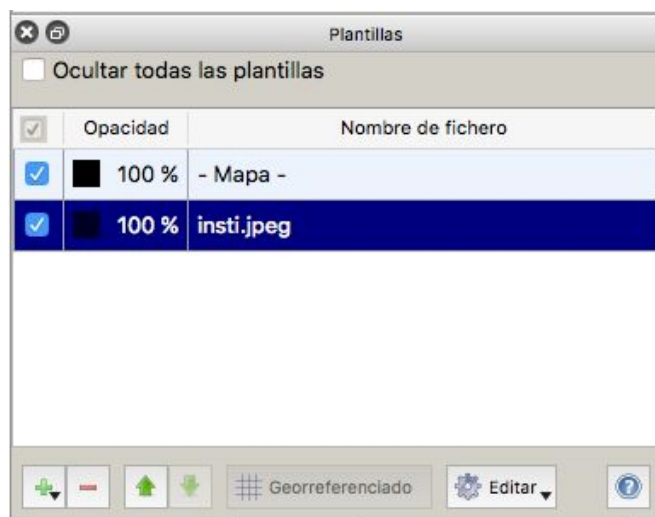 Plantillas
Ocultar todas las plantillas
Opacidad Nombre de fichero
100 % - Mapa -
100 % insti.jpeg
Georreferenciado Editar